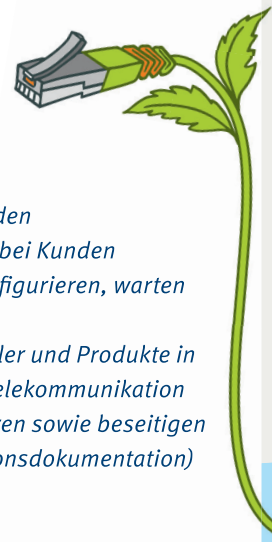 den
bei Kunden
figurieren, warten
ler und Produkte in
elekommunikation
ren sowie beseitigen
onsdokumentation)